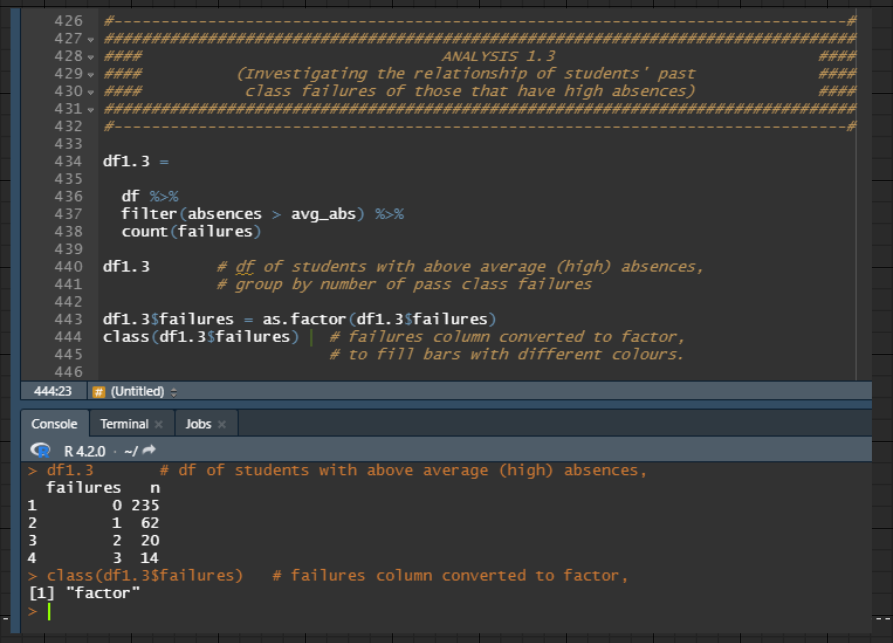 426 #---------------------------------------------------------------------------------#
427 ##################################################################################
428 #### ANALYSIS 1.3 ####
429 #### (Investigating the relationship of students' past ####
430 #### class failures of those that have high absences) ####
431 ##################################################################################
432 #---------------------------------------------------------------------------------#
433
434 df1.3 =
435
436 df %>%
437 filter(absences > avg_abs) %>%
438 count(failures)
439
440 df1.3 # df of students with above average (high) absences,
441 # group by number of pass class failures
442
443 df1.3$failures = as.factor(df1.3$failures)
444 class(df1.3$failures) # failures column converted to factor,
445 # to fill bars with different colours.
446
444:23 # (Untitled)
Console Terminal × Jobs ×
R 4.2.0 · ~/
> df1.3 # df of students with above average (high) absences,
failures n
1 0 235
2 1 62
3 2 20
4 3 14
> class(df1.3$failures) # failures column converted to factor,
[1] "factor"
>